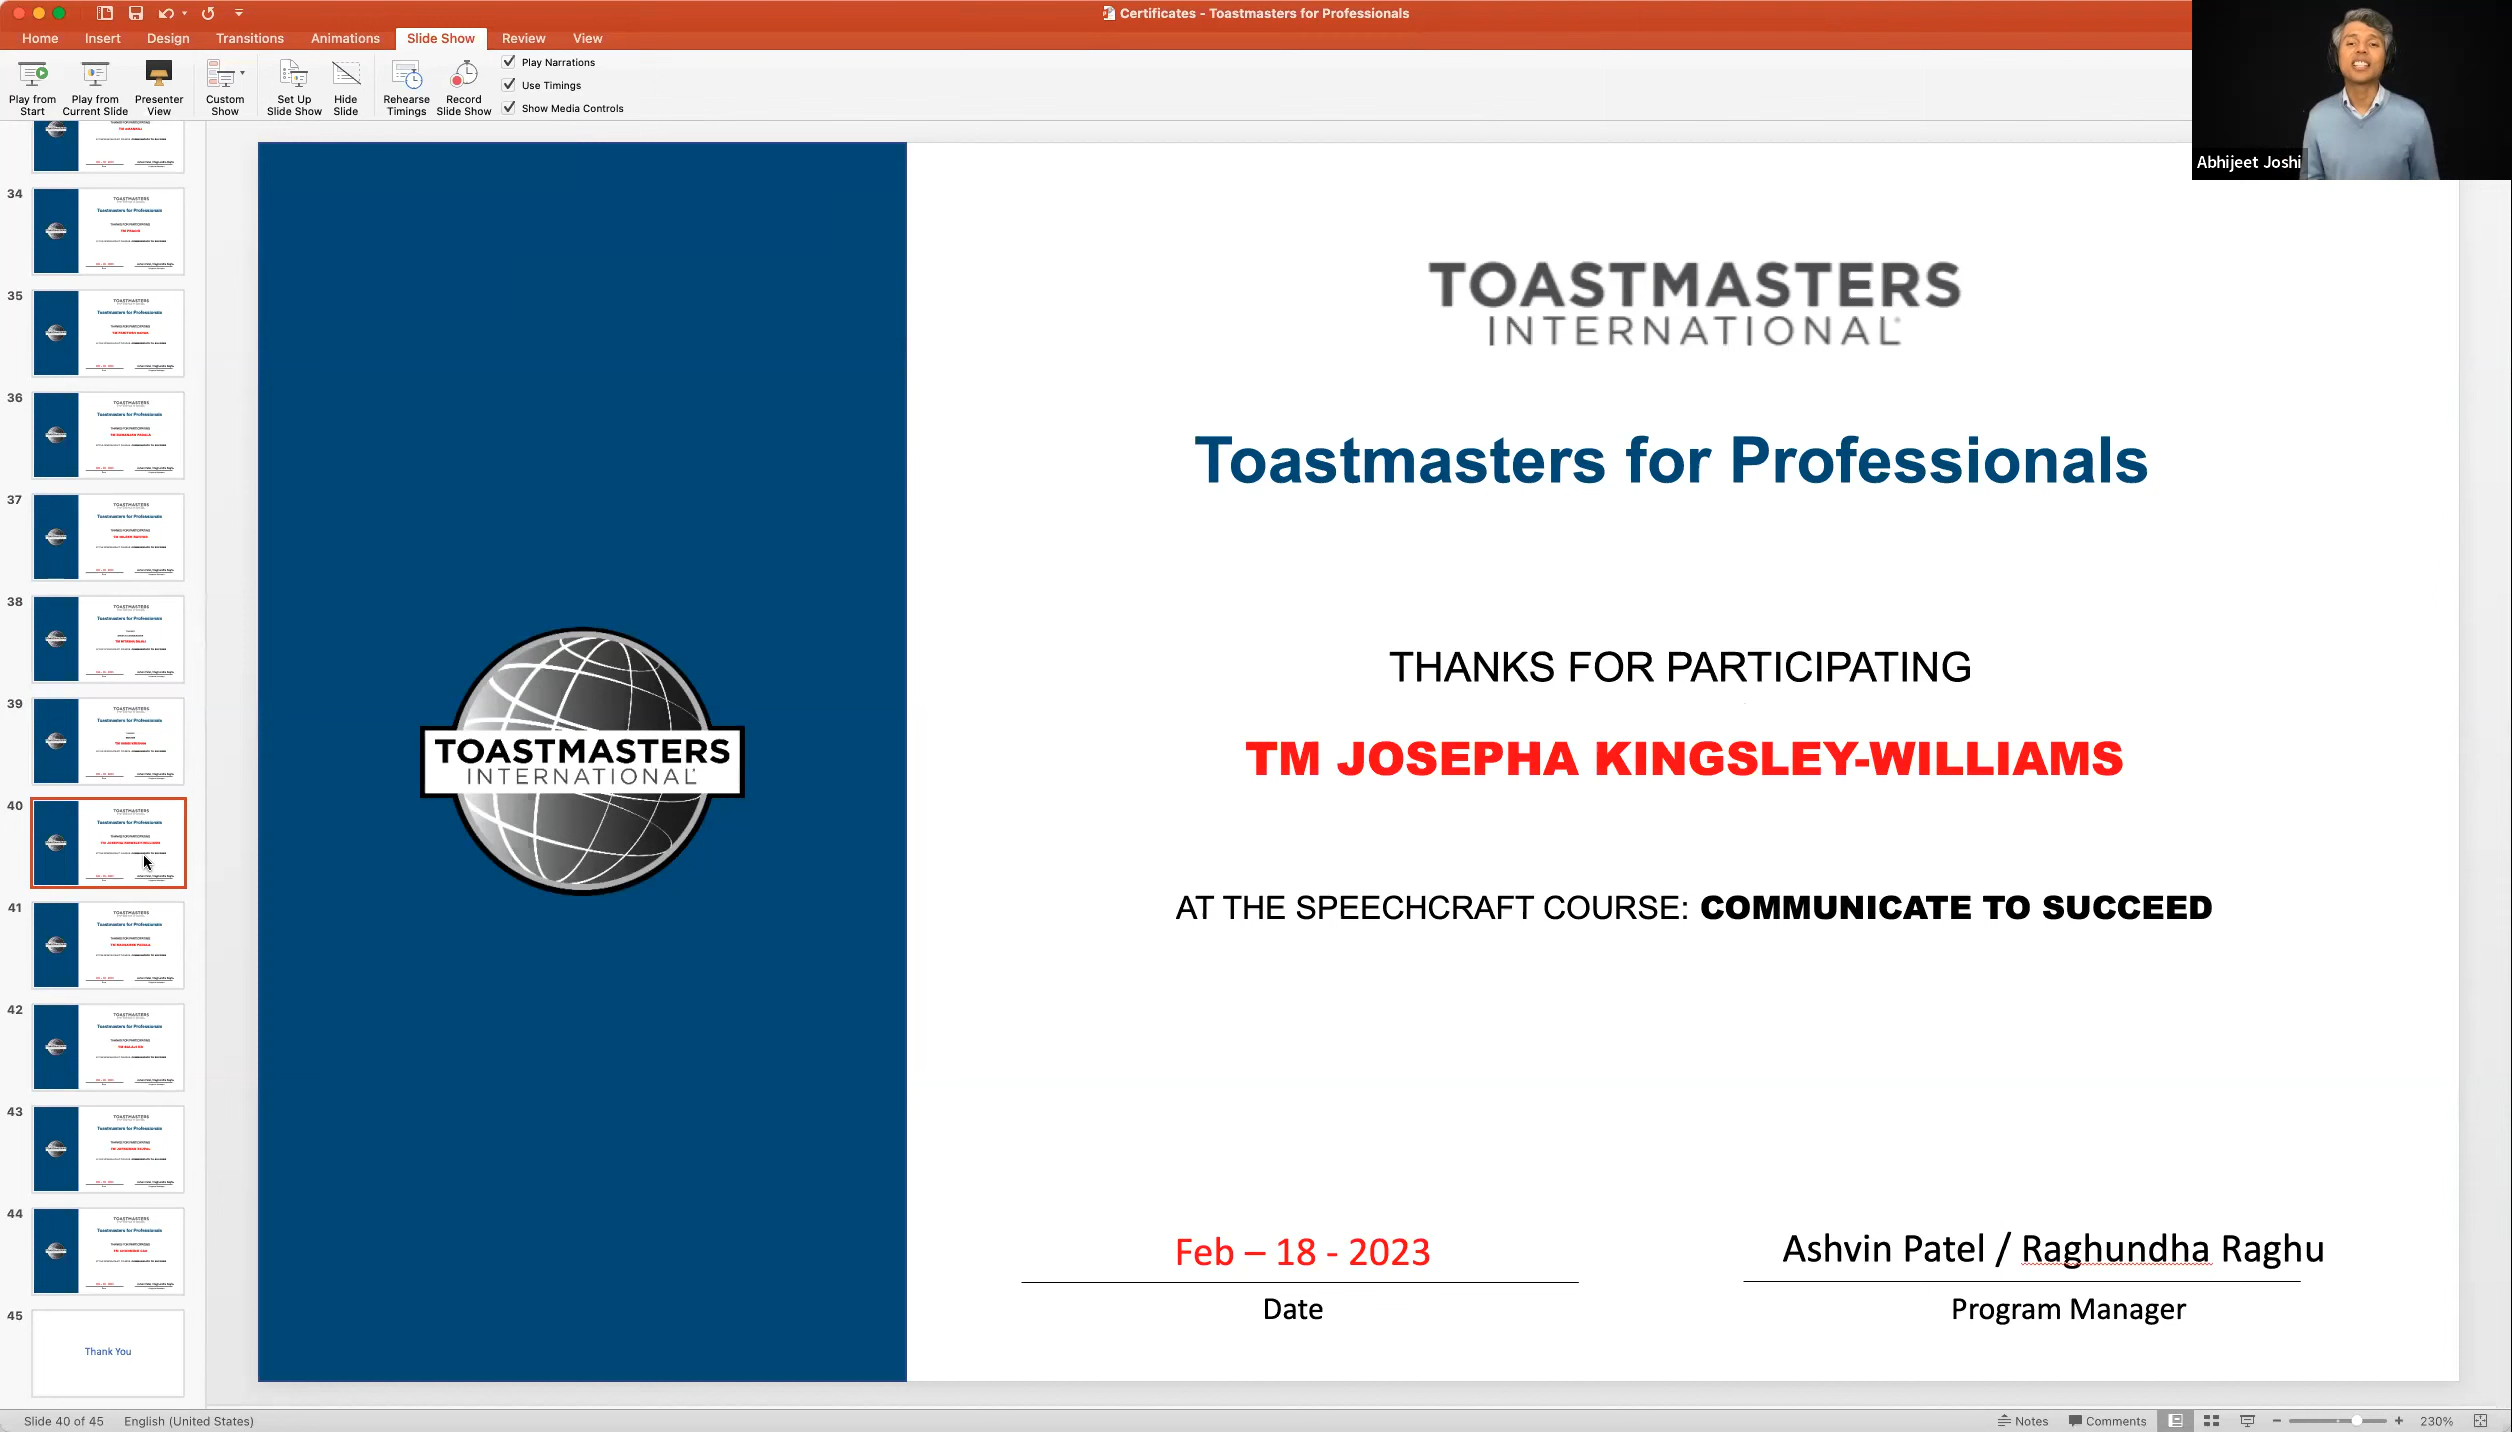 Certificates - Toastmasters for Professionals
Home Insert Design Transitions Animations Slide Show Review View
Play from Start
Play from Current Slide
Presenter View
Custom Show
Set Up Slide Show
Hide Slide
Rehearse Timings
Record Slide Show
Play Narrations
Use Timings
Show Media Controls
Abhijeet Joshi
34
35
36
37
38
39
40
41
42
43
44
45
Thank You
TOASTMASTERS
INTERNATIONAL
TOASTMASTERS
INTERNATIONAL
Toastmasters for Professionals
THANKS FOR PARTICIPATING
TM JOSEPHA KINGSLEY-WILLIAMS
AT THE SPEECHCRAFT COURSE: COMMUNICATE TO SUCCEED
Feb – 18 - 2023
Date
Ashvin Patel / Raghundha Raghu
Program Manager
Slide 40 of 45 English (United States)
Notes Comments 230%